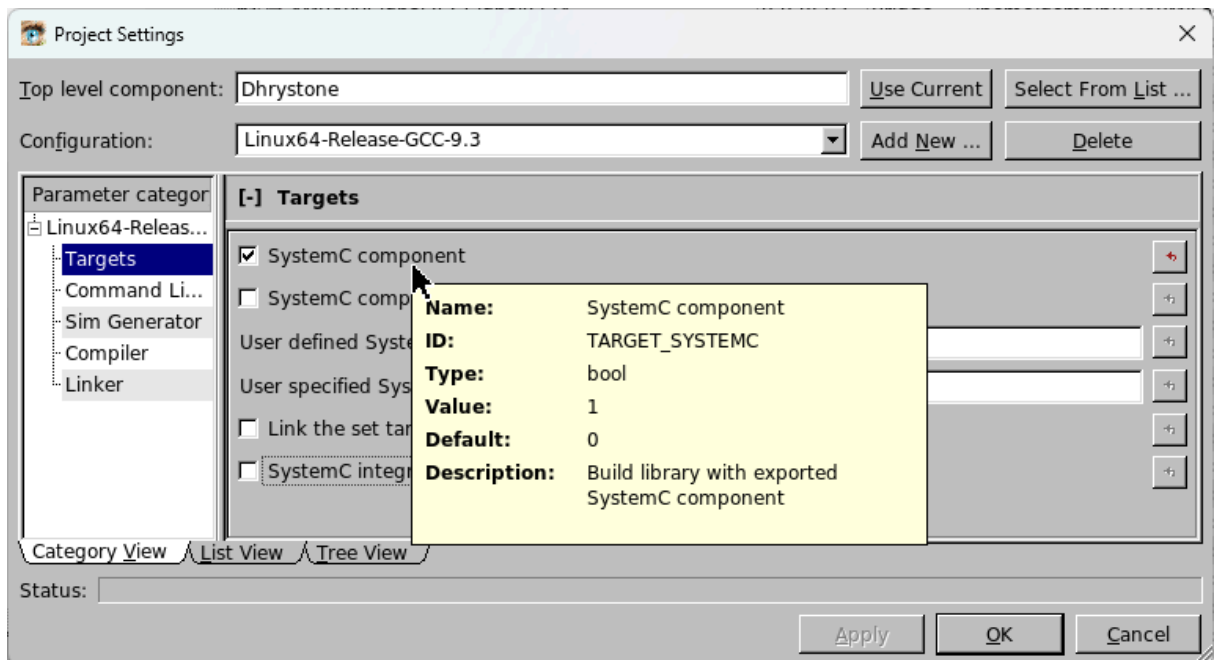 Project Settings
Top level component: Dhrystone Use Current Select From List ...
Configuration: Linux64-Release-GCC-9.3 Add New ... Delete
Parameter categor [-] Targets
Linux64-Releas...
Targets SystemC component
Command Li... SystemC comp
Sim Generator User defined Syste
Compiler User specified Sys
Linker Link the set tar
SystemC integr
Name: SystemC component
ID: TARGET_SYSTEMC
Type: bool
Value: 1
Default: 0
Description: Build library with exported
SystemC component
Category View List View Tree View
Status:
Apply OK Cancel